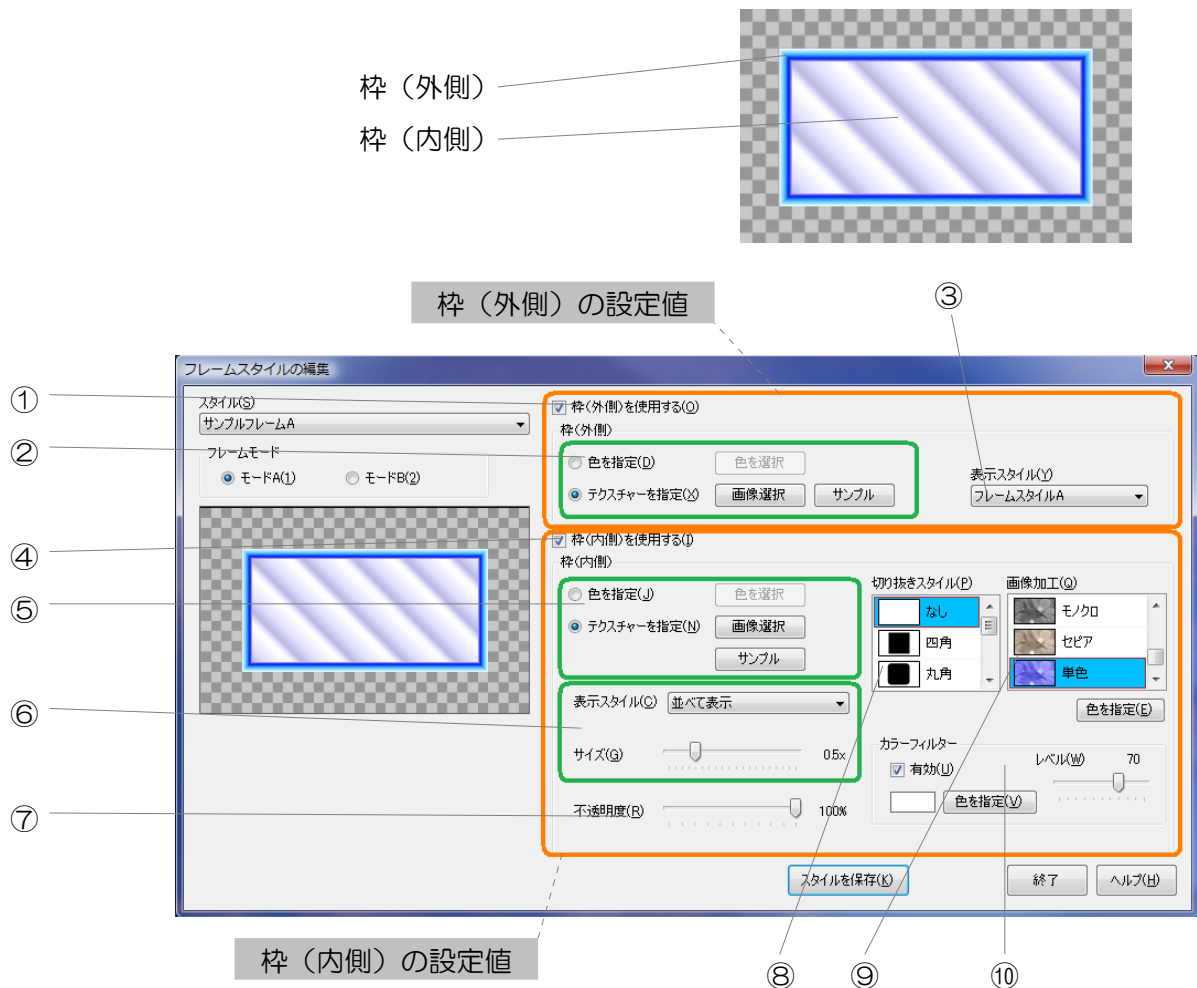 枠（外側）
枠（内側）
枠（外側）の設定値
③
フレームスタイルの編集
x
①
スタイル(S)
サンプルフレームA
枠(外側)を使用する(O)
枠(外側)
②
フレームモード
モードA(1)
モードB(2)
色を指定(D)
色を選択
テクスチャーを指定(X)
画像選択
サンプル
表示スタイル(Y)
フレームスタイルA
④
枠(内側)を使用する(I)
枠(内側)
⑤
色を指定(J)
色を選択
テクスチャーを指定(N)
画像選択
サンプル
切り抜きスタイル(P)
なし
四角
丸角
画像加工(Q)
モノクロ
セピア
単色
色を指定(E)
⑥
表示スタイル(C)
並べて表示
サイズ(G)
0.5x
カラーフィルター
有効(U)
レベル(W)
70
色を指定(V)
⑦
不透明度(R)
100%
スタイルを保存(K)
終了
ヘルプ(H)
枠（内側）の設定値
⑧
⑨
⑩